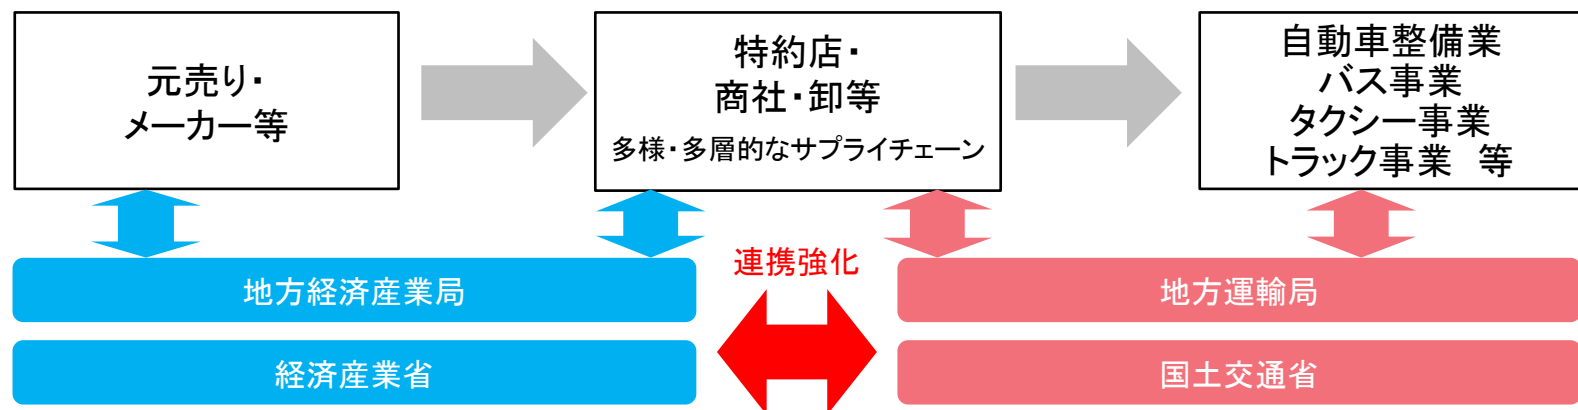 元売り・
メーカー等
特約店・
商社・卸等
多様・多層的なサプライチェーン
自動車整備業
バス事業
タクシー事業
トラック事業　等
連携強化
地方経済産業局
地方運輸局
経済産業省
国土交通省